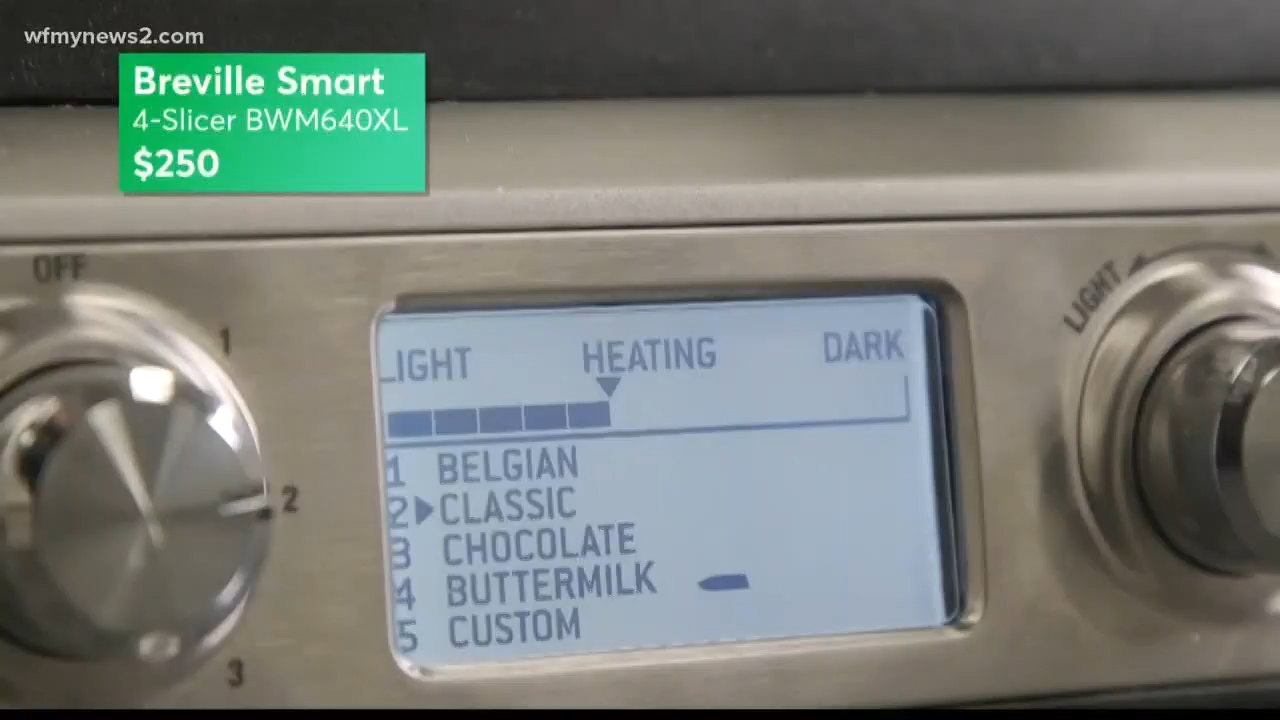 wfmynews2.com
Breville Smart
4-Slicer BWM640XL
$250
OFF
1
2
3
LIGHT HEATING DARK
1 BELGIAN
2 CLASSIC
3 CHOCOLATE
4 BUTTERMILK
5 CUSTOM
LIGHT